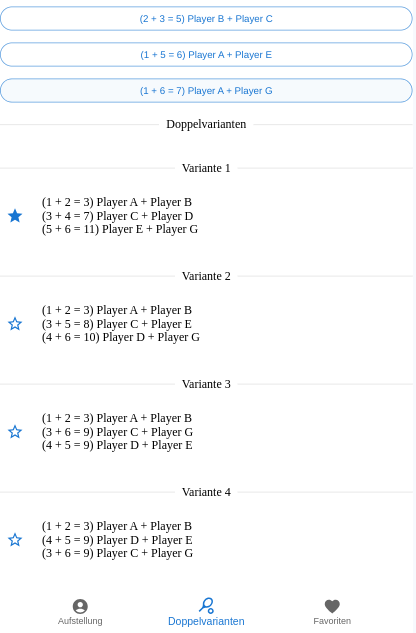 (2 + 3 = 5) Player B + Player C
(1 + 5 = 6) Player A + Player E
(1 + 6 = 7) Player A + Player G
Doppelvarianten
Variante 1
(1 + 2 = 3) Player A + Player B
(3 + 4 = 7) Player C + Player D
(5 + 6 = 11) Player E + Player G
Variante 2
(1 + 2 = 3) Player A + Player B
(3 + 5 = 8) Player C + Player E
(4 + 6 = 10) Player D + Player G
Variante 3
(1 + 2 = 3) Player A + Player B
(3 + 6 = 9) Player C + Player G
(4 + 5 = 9) Player D + Player E
Variante 4
(1 + 2 = 3) Player A + Player B
(4 + 5 = 9) Player D + Player E
(3 + 6 = 9) Player C + Player G
Aufstellung
Doppelvarianten
Favoriten